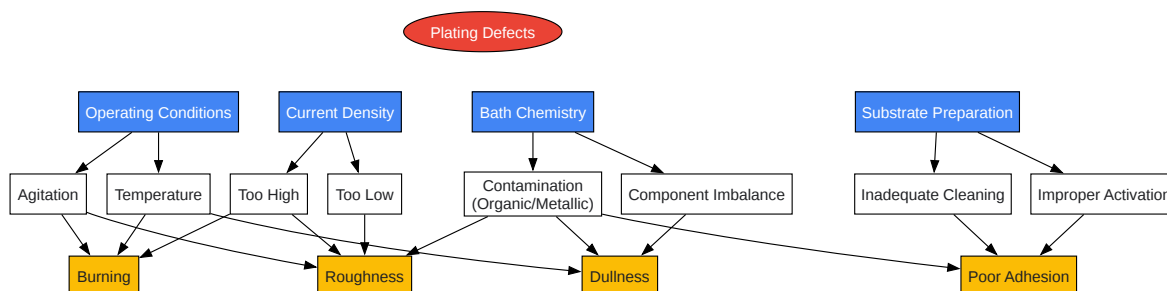 Plating Defects
Operating Conditions
Current Density
Bath Chemistry
Substrate Preparation
Agitation
Temperature
Too High
Too Low
Contamination
(Organic/Metallic)
Component Imbalance
Inadequate Cleaning
Improper Activation
Burning
Roughness
Dullness
Poor Adhesion